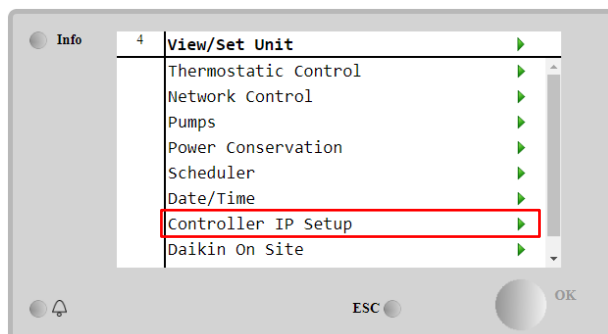 Info
4 View/Set Unit
Thermostatic Control
Network Control
Pumps
Power Conservation
Scheduler
Date/Time
Controller IP Setup
Daikin On Site
ESC
OK